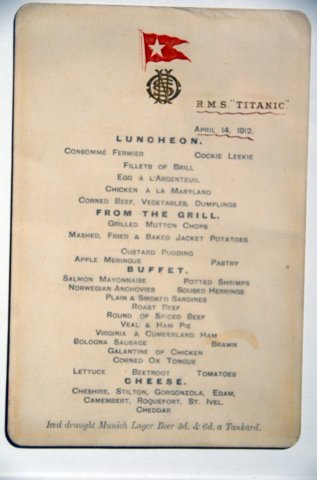 R.M.S. "TITANIC"
APRIL 14, 1912.
LUNCHEON.
CONSOMMÉ FERMIER COCKIE LEEKIE
FILLETS OF BRILL
EGG À L'ARGENTEUIL
CHICKEN À LA MARYLAND
CORNED BEEF, VEGETABLES, DUMPLINGS
FROM THE GRILL.
GRILLED MUTTON CHOPS
MASHED, FRIED & BAKED JACKET POTATOES
CUSTARD PUDDING
APPLE MERINGUE PASTRY
BUFFET.
SALMON MAYONNAISE POTTED SHRIMPS
NORWEGIAN ANCHOVIES SOUSED HERRINGS
PLAIN & SMOKED SARDINES
ROAST BEEF
ROUND OF SPICED BEEF
VEAL & HAM PIE
VIRGINIA & CUMBERLAND HAM
BOLOGNA SAUSAGE BRAWN
GALANTINE OF CHICKEN
CORNED OX TONGUE
LETTUCE BEETROOT TOMATOES
CHEESE.
CHESHIRE, STILTON, GORGONZOLA, EDAM,
CAMEMBERT, ROQUEFORT, ST. IVEL.
CHEDDAR
Iced draught Munich Lager Beer 3d. & 6d. a Tankard.